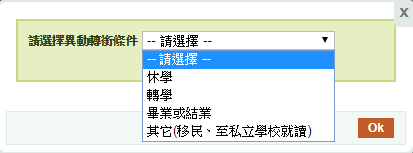 x
請選擇異動轉銜條件 -- 請選擇 --
-- 請選擇 --
休學
轉學
畢業或結業
其它(移民、至私立學校就讀)
Ok